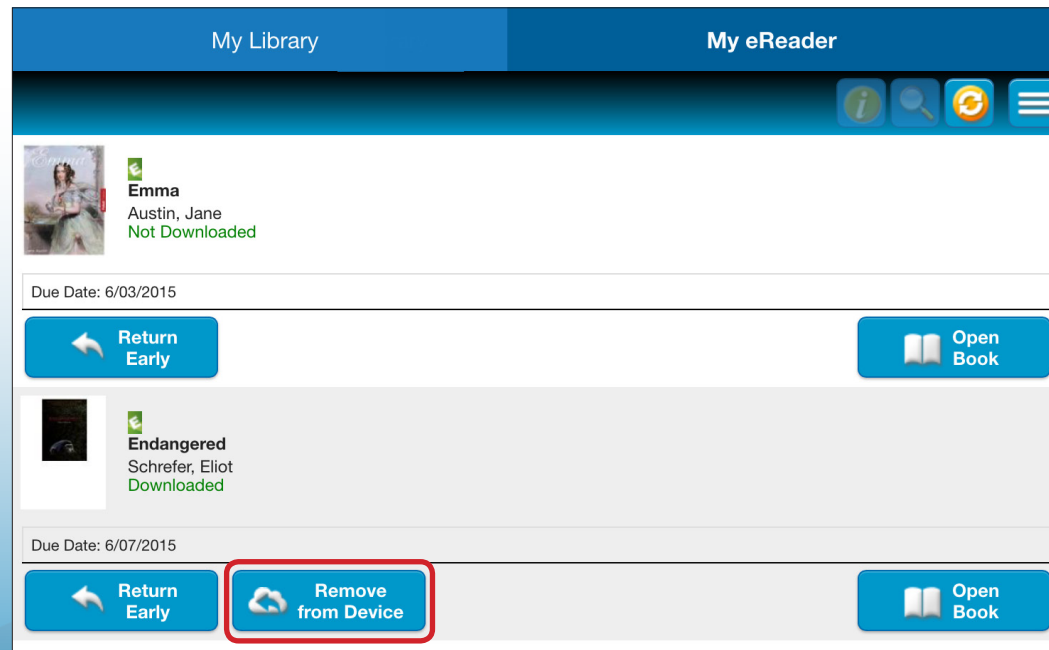 My Library
My eReader
Emma
Emma
Austin, Jane
Not Downloaded
Due Date: 6/03/2015
Return
Early
Open
Book
Endangered
Schrefer, Eliot
Downloaded
Due Date: 6/07/2015
Return
Early
Remove
from Device
Open
Book